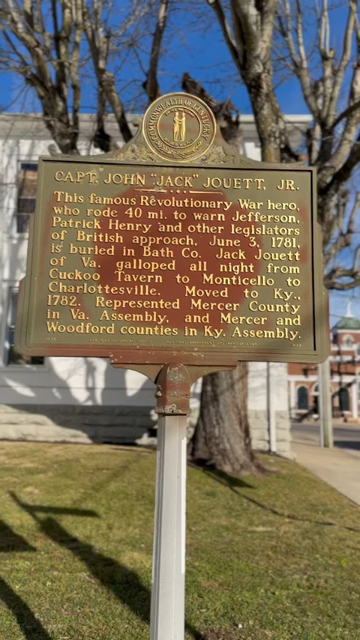 COMMONWEALTH OF KENTUCKY
CAPT. JOHN "JACK" JOUETT, JR.
This famous Revolutionary War hero,
who rode 40 mi. to warn Jefferson,
Patrick Henry and other legislators
of British approach, June 3, 1781,
is buried in Bath Co. Jack Jouett
of Va. galloped all night from
Cuckoo Tavern to Monticello to
Charlottesville. Moved to Ky.,
1782. Represented Mercer County
in Va. Assembly, and Mercer and
Woodford counties in Ky. Assembly.